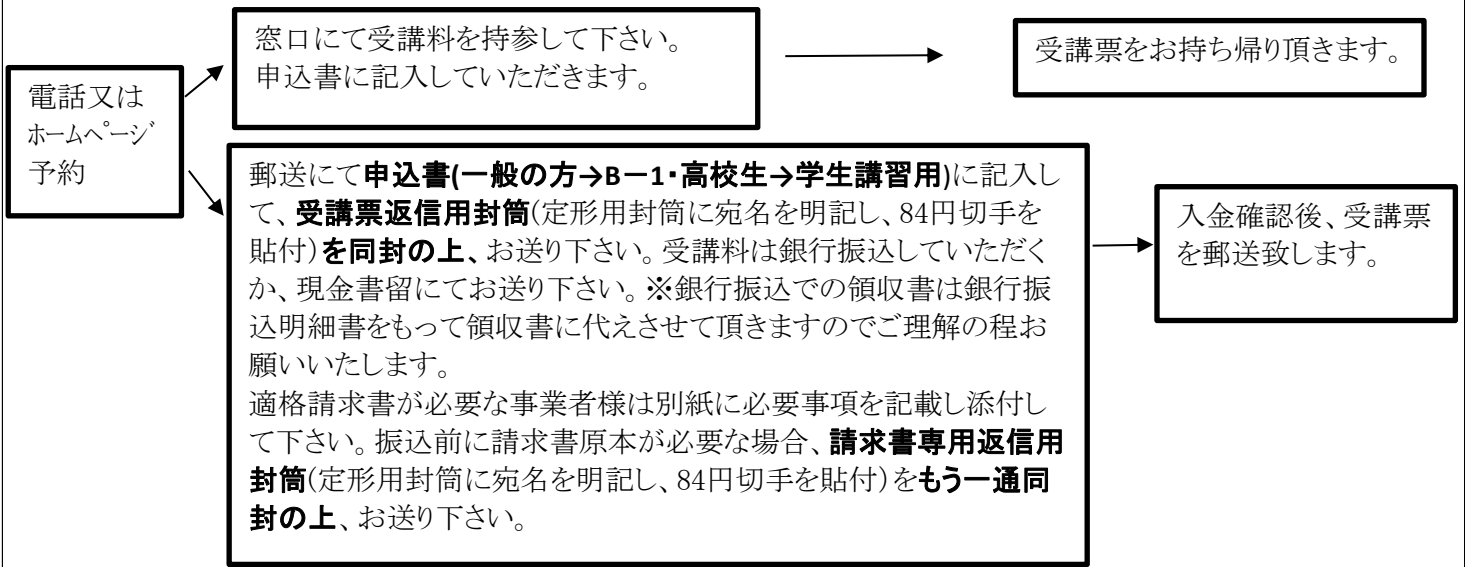 電話又は
ホームページ
予約
窓口にて受講料を持参して下さい。
申込書に記入していただきます。
受講票をお持ち帰り頂きます。
郵送にて申込書(一般の方→B－1・高校生→学生講習用)に記入し
て、受講票返信用封筒(定形用封筒に宛名を明記し、84円切手を
貼付)を同封の上、お送り下さい。受講料は銀行振込していただく
か、現金書留にてお送り下さい。※銀行振込での領収書は銀行振
込明細書をもって領収書に代えさせて頂きますのでご理解の程お
願いいたします。
適格請求書が必要な事業者様は別紙に必要事項を記載し添付し
て下さい。振込前に請求書原本が必要な場合、請求書専用返信用
封筒(定形用封筒に宛名を明記し、84円切手を貼付)をもう一通同
封の上、お送り下さい。
入金確認後、受講票
を郵送致します。